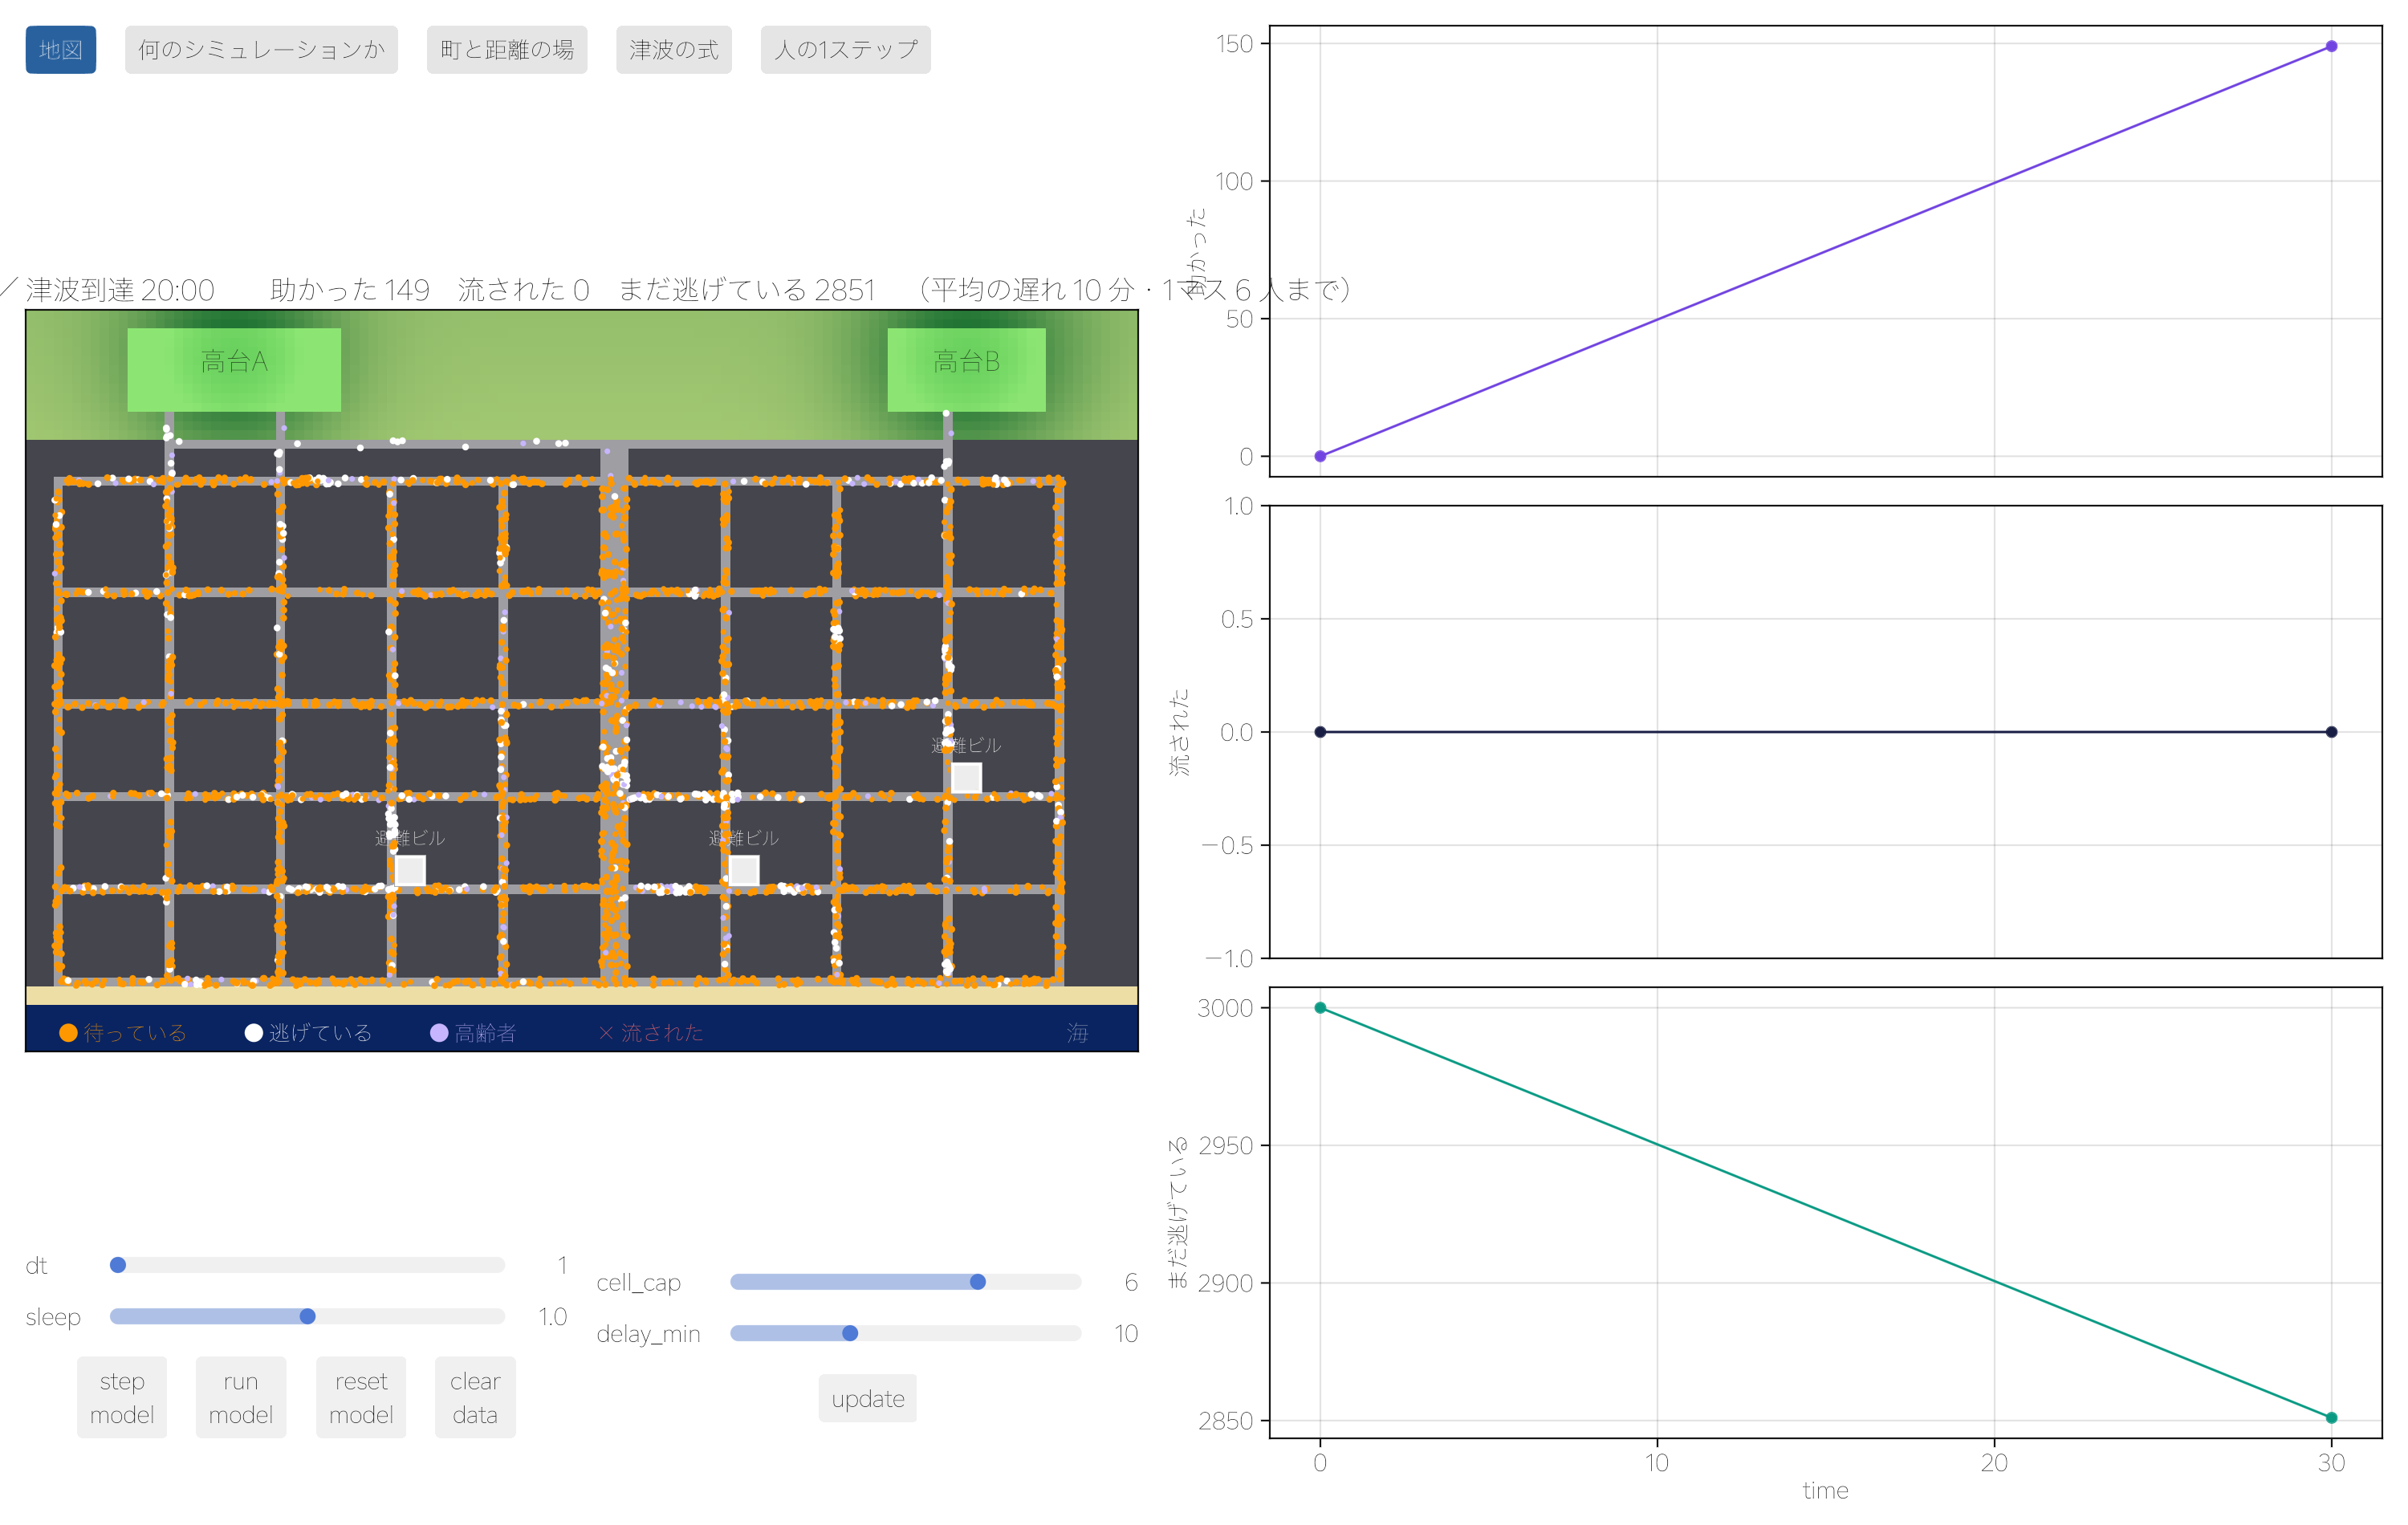 地図
何のシミュレーションか
町と距離の場
津波の式
人の1ステップ
／ 津波到達 20:00 助かった 149 流された 0 まだ逃げている 2851 （平均の遅れ 10 分・1マス 6 人まで）
高台A
高台B
避難ビル
避難ビル
避難ビル
待っている
逃げている
高齢者
× 流された
海
dt
1
sleep
1.0
step
model
run
model
reset
model
clear
data
cell_cap
6
delay_min
10
update
助かった
150
100
50
0
流された
1.0
0.5
0.0
−0.5
−1.0
まだ逃げている
3000
2950
2900
2850
0
10
20
30
time